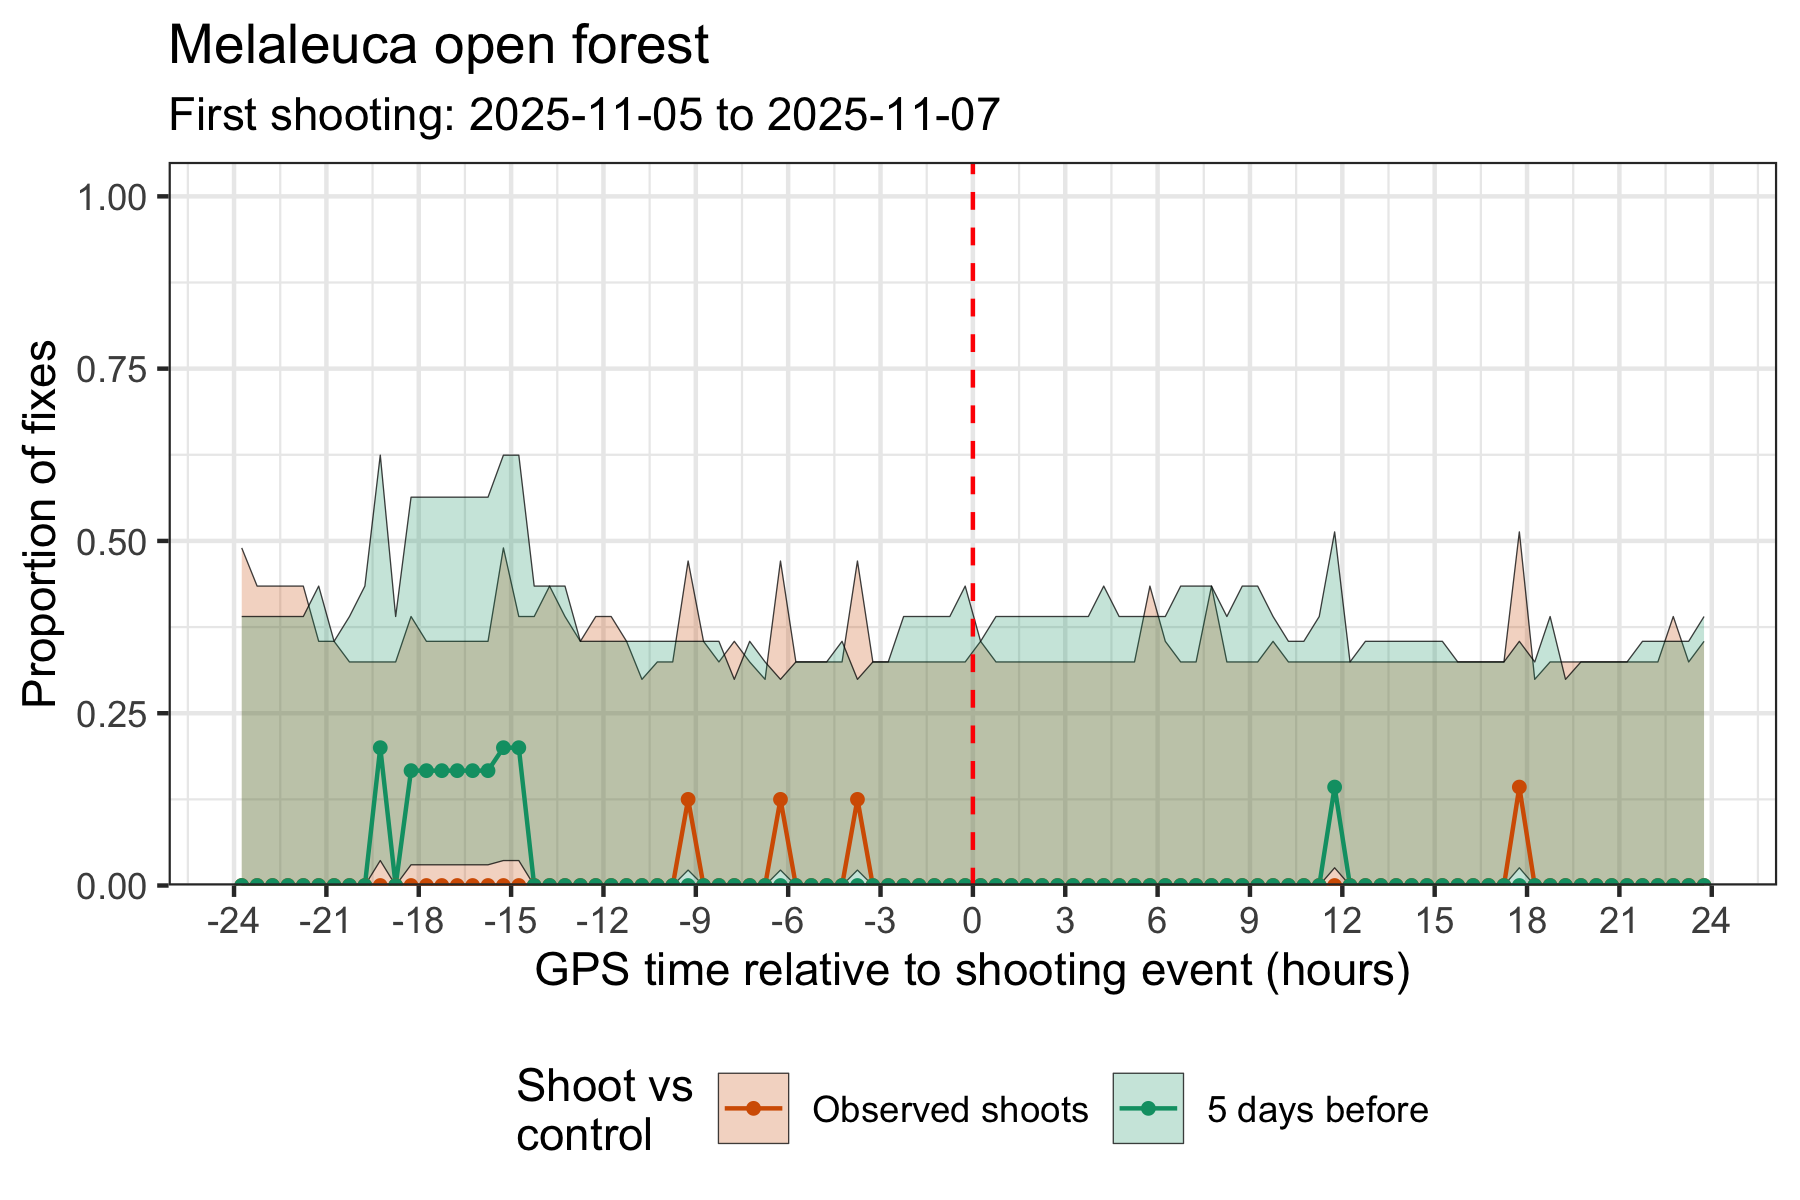 Melaleuca open forest
First shooting: 2025-11-05 to 2025-11-07
1.00
0.75
0.50
0.25
0.00
Proportion of fixes
-24 -21 -18 -15 -12 -9 -6 -3 0 3 6 9 12 15 18 21 24
GPS time relative to shooting event (hours)
Shoot vs
control
Observed shoots
5 days before